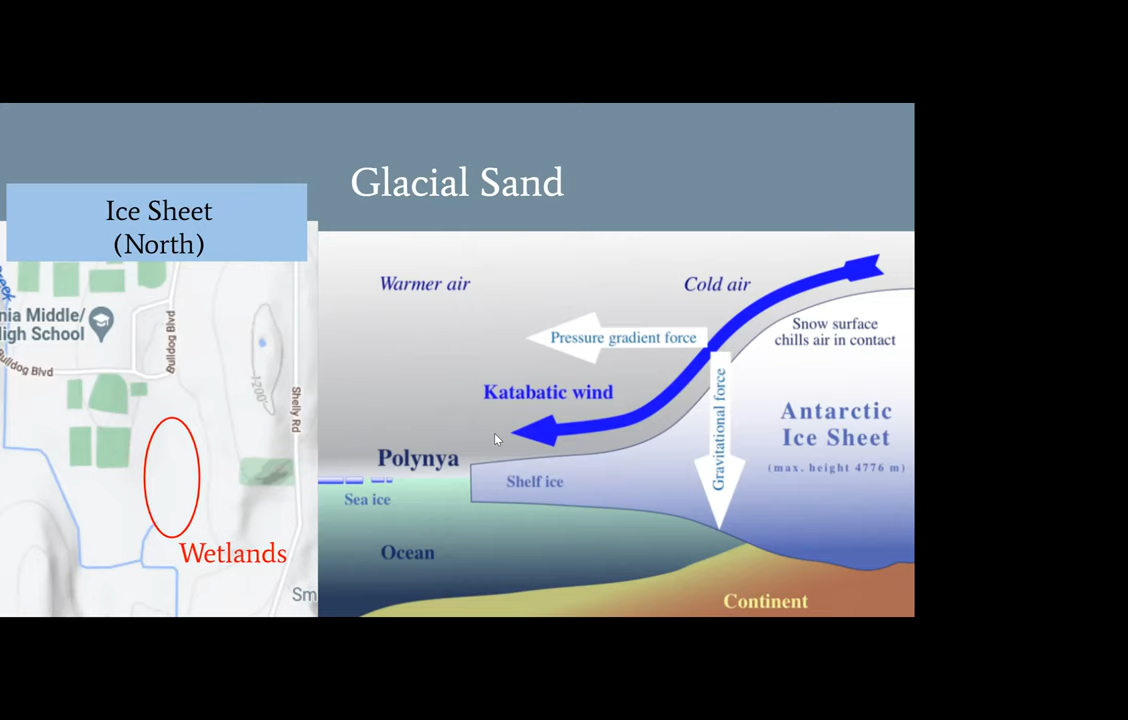 Glacial Sand
Ice Sheet
(North)
nia Middle/
igh School
Bulldog Blvd
Bulldog Blvd
1200'
Shelly Rd
Wetlands
Sm
Warmer air
Cold air
Snow surface
chills air in contact
Pressure gradient force
Katabatic wind
Gravitational force
Antarctic
Ice Sheet
(max. height 4776 m)
Polynya
Shelf ice
Sea ice
Ocean
Continent